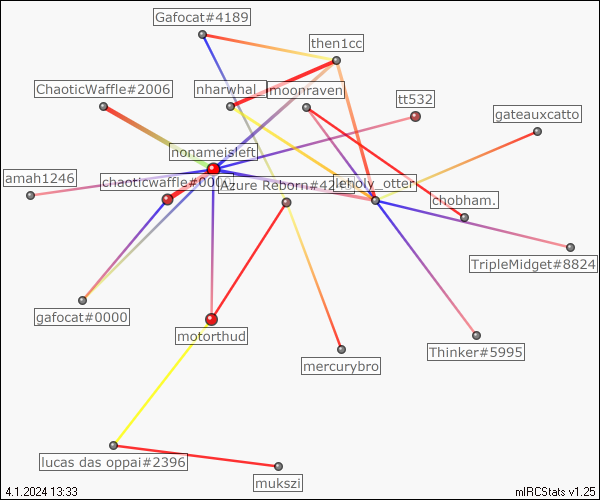 Gafocat#4189
then1cc
ChaoticWaffle#2006
nharwhal_
moonraven
tt532
gateauxcatto
nonameisleft
amah1246
chaoticwaffle#000
Azure Reborn#42
leholy_otter
chobham.
TripleMidget#8824
gafocat#0000
motorthud
Thinker#5995
mercurybro
lucas das oppai#2396
mukszi
4.1.2024 13:33
mIRCStats v1.25